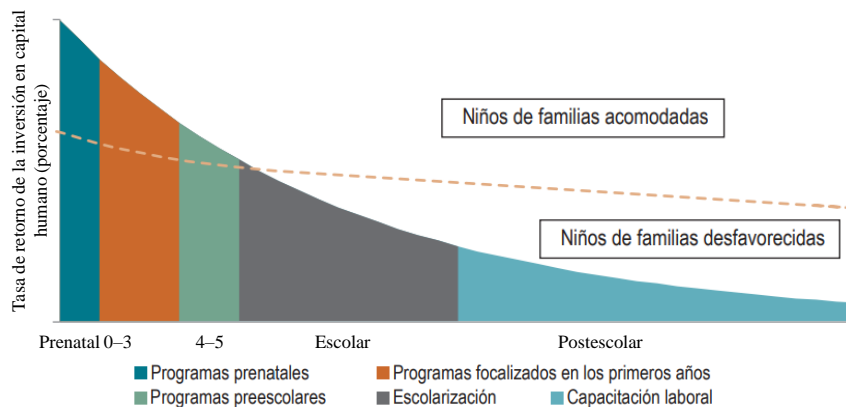 Tasa de retorno de la inversión en capital
humano (porcentaje)
Niños de familias acomodadas
Niños de familias desfavorecidas
Prenatal 0–3 4–5 Escolar Postescolar
Programas prenatales Programas focalizados en los primeros años
Programas preescolares Escolarización Capacitación laboral